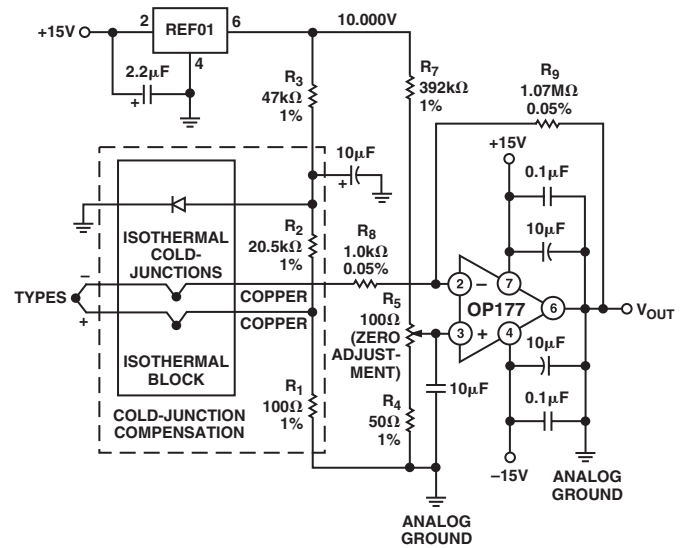 +15V
2
REF01
6
4
10.000V
2.2μF
+
R3
47kΩ
1%
R7
392kΩ
1%
R9
1.07MΩ
0.05%
10μF
+
+15V
0.1μF
10μF
+
ISOTHERMAL
COLD-
JUNCTIONS
R2
20.5kΩ
1%
R8
1.0kΩ
0.05%
TYPES
–
+
COPPER
COPPER
R5
100Ω
(ZERO
ADJUST-
MENT)
2
–
7
OP177
3
+
4
6
VOUT
ISOTHERMAL
BLOCK
R1
100Ω
1%
COLD-JUNCTION
COMPENSATION
10μF
R4
50Ω
1%
10μF
+
0.1μF
–15V
ANALOG
GROUND
ANALOG
GROUND